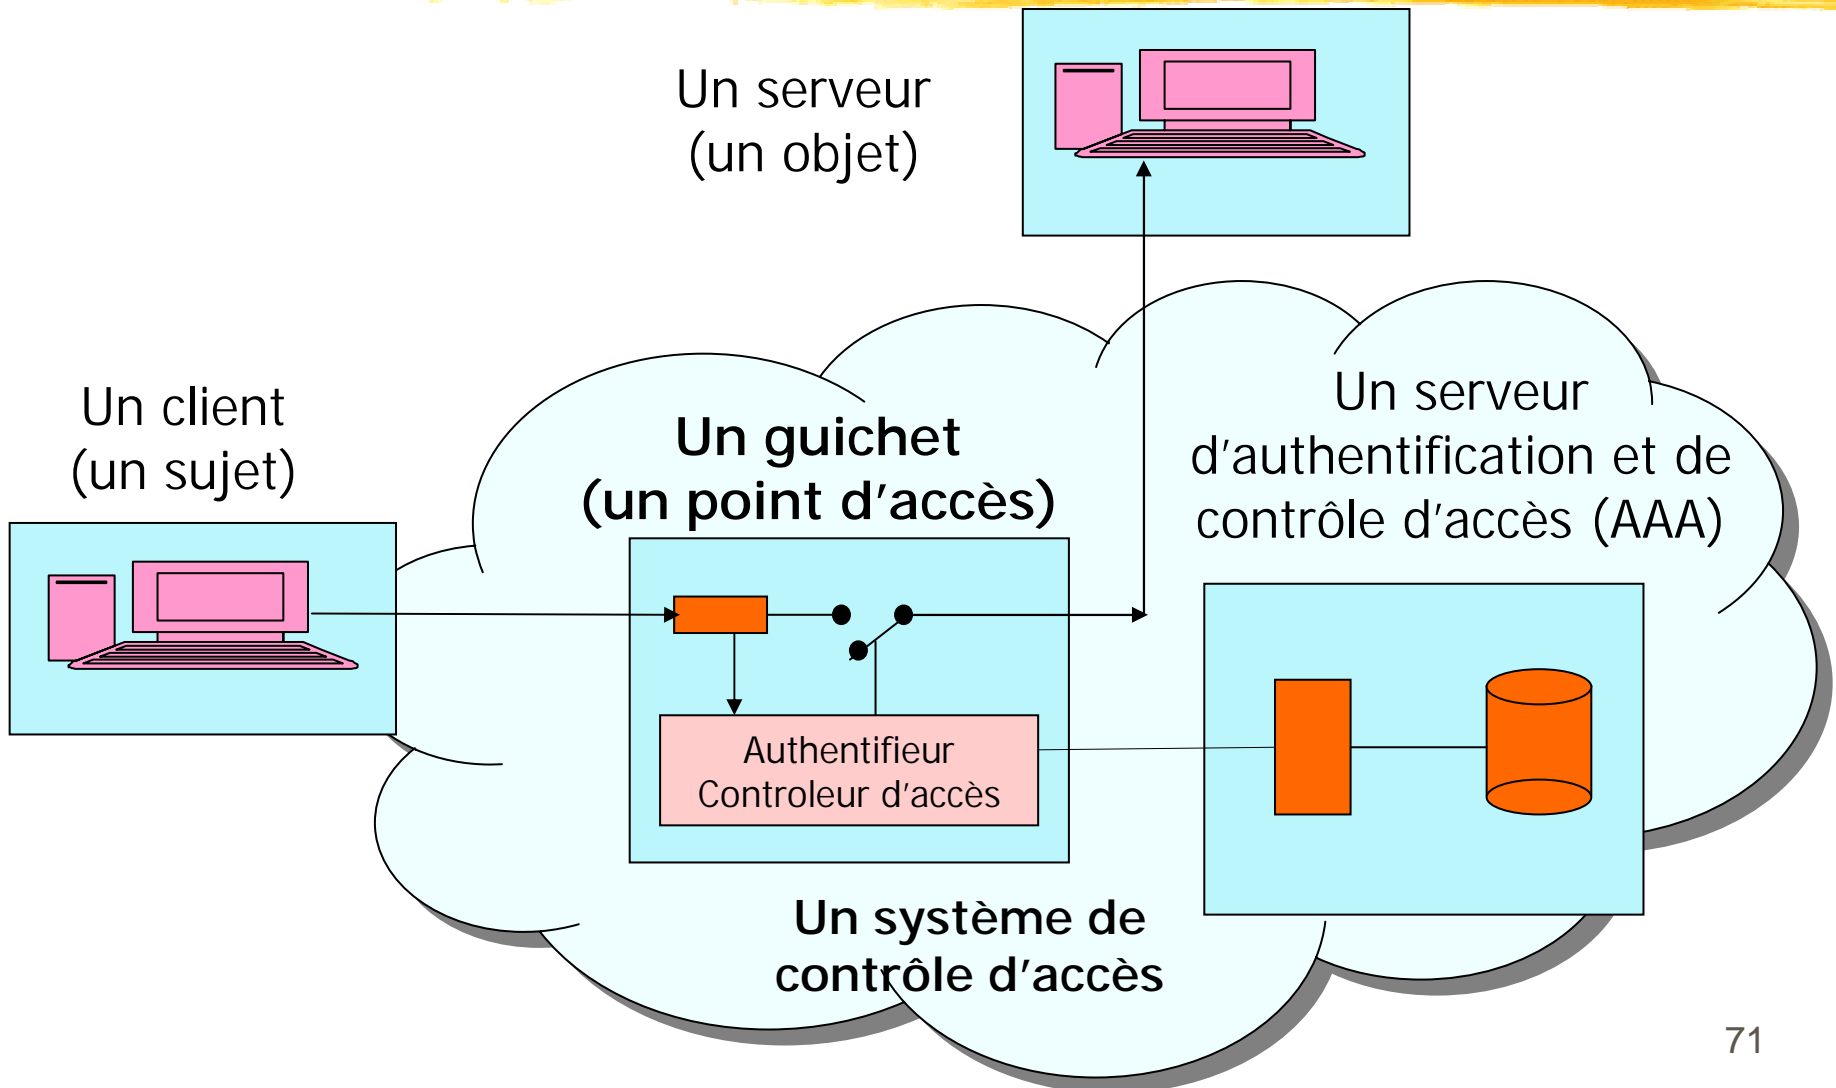 Un serveur
(un objet)
Un client
(un sujet)
Un guichet
(un point d'accès)
Un serveur
d'authentification et de
contrôle d'accès (AAA)
Authentifieur
Controleur d'accès
Un système de
contrôle d'accès
71